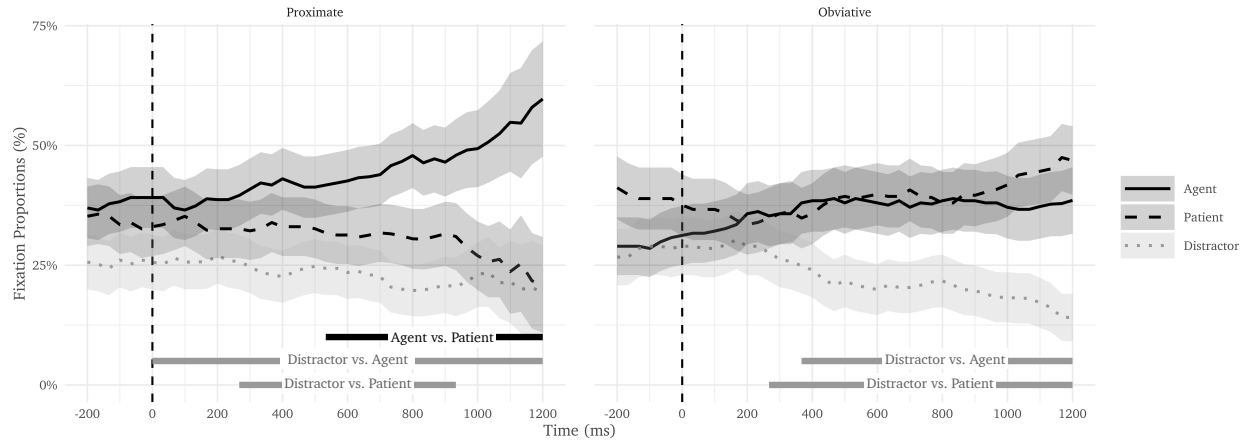 Proximate
Obviative
75%
50%
25%
0%
Fixation Proportions (%)
Agent vs. Patient
Distractor vs. Agent
Distractor vs. Patient
Distractor vs. Agent
Distractor vs. Patient
-200 0 200 400 600 800 1000 1200
-200 0 200 400 600 800 1000 1200
Time (ms)
Agent
Patient
Distractor